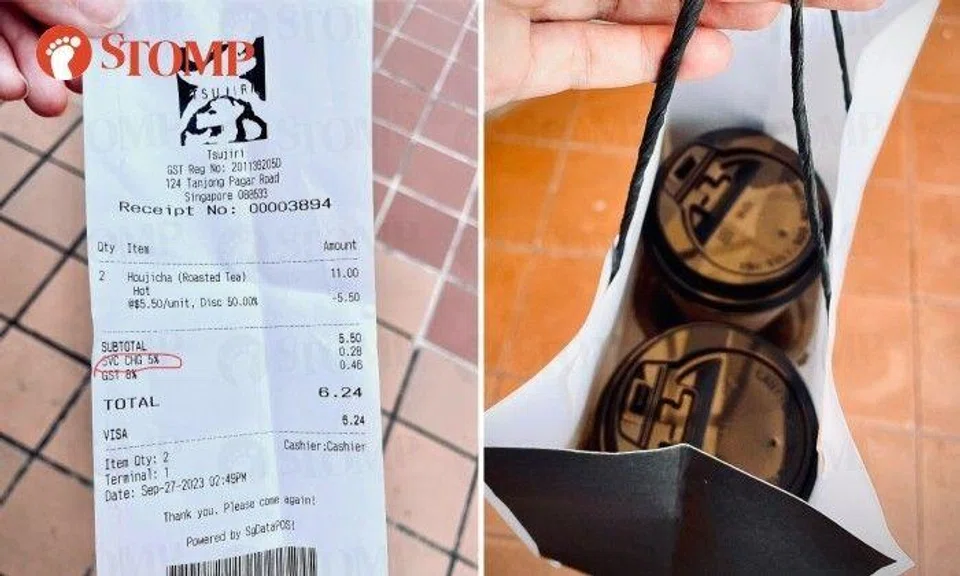 STOMP
TSUJIRI
Tsujiri
GST Reg No: 201136205D
124 Tanjong Pagar Road
Singapore 088533
Receipt No: 00003894
Qty Item Amount
2 Houjicha (Roasted Tea) 11.00
Hot
@$5.50/unit, Disc 50.00% -5.50
SUBTOTAL 5.50
SVC CHG 5% 0.28
GST 8% 0.46
TOTAL 6.24
VISA 6.24
Cashier:Cashier
Item Qty: 2
Terminal: 1
Date: Sep-27-2023 02:49PM
Thank you. Please come again!
Powered by SgDataPOS!